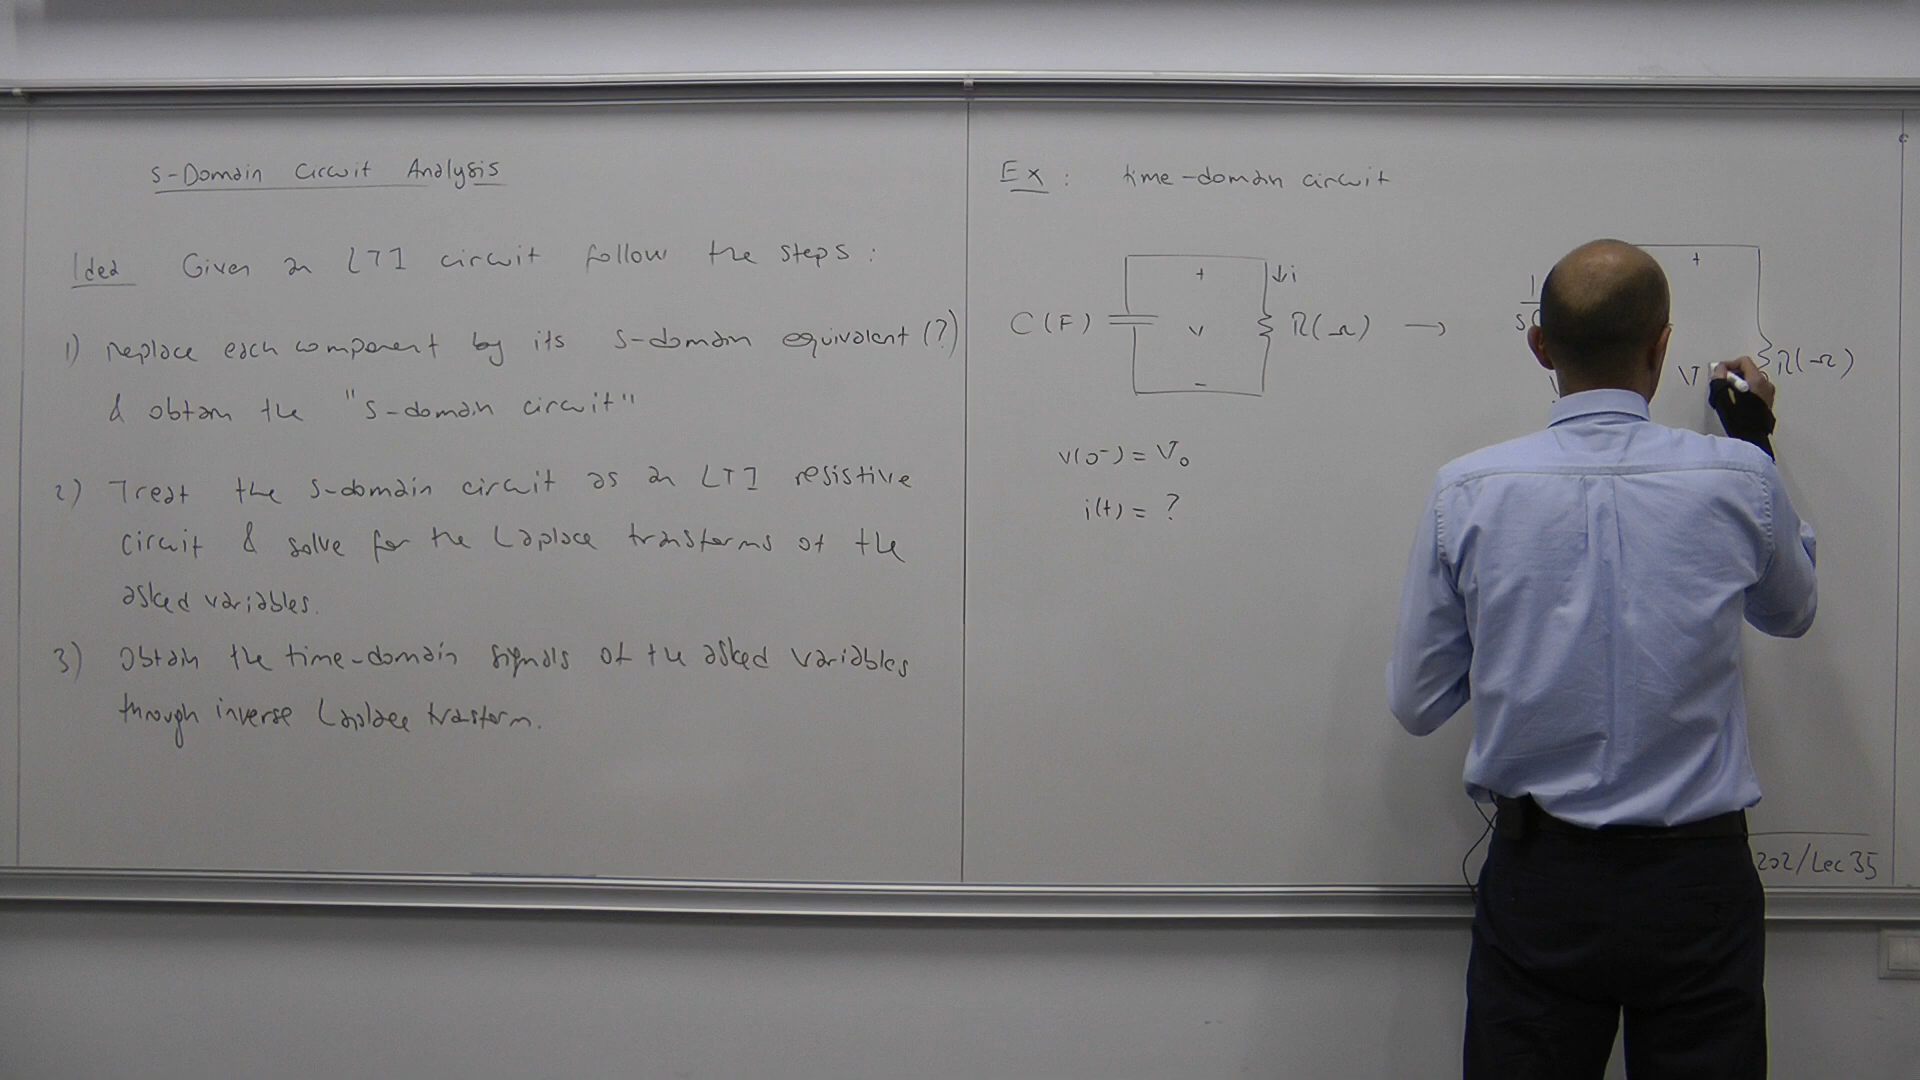 S-Domain Circuit Analysis
Idea Given an LTI circuit follow the steps :
1) Replace each component by its s-domain equivalent (?)
& obtain the "s-domain circuit"
2) Treat the s-domain circuit as an LTI resistive
circuit & solve for the Laplace transforms of the
asked variables.
3) Obtain the time-domain signals of the asked variables
through inverse Laplace trasform.
Ex : time-domain circuit
+ ↓i
C (F) v R(Ω) →
-
v(0⁻) = V₀
i(t) = ?
+
1
s
V R(Ω)
202/Lec 35